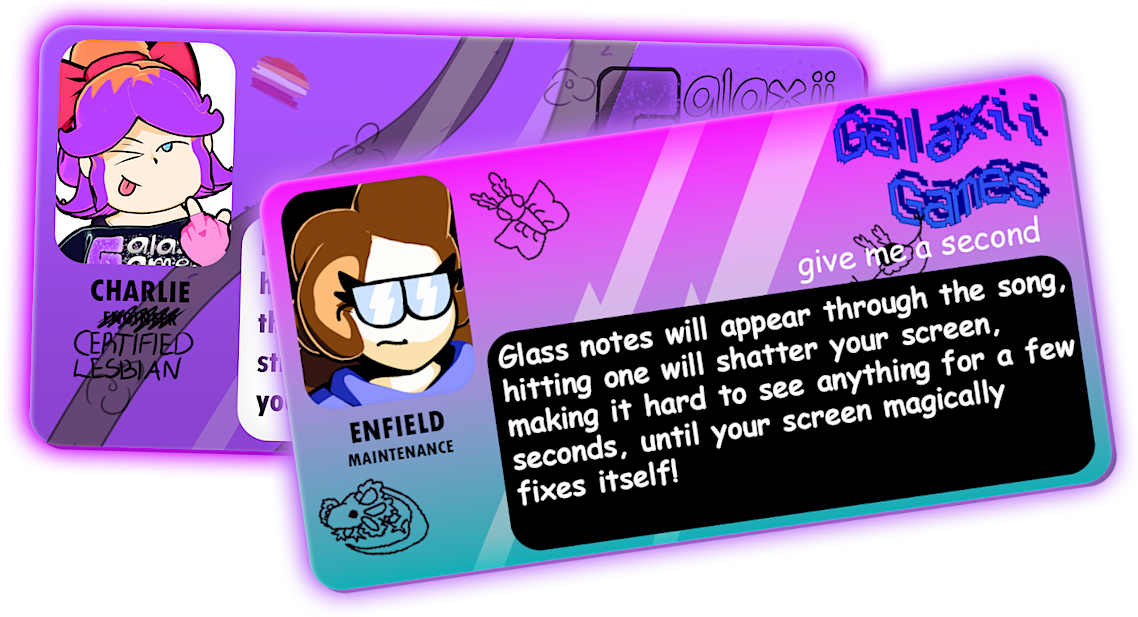 Galaxii
CHARLIE
CERTIFIED
LESBIAN
Galaxii
Games
give me a second
Glass notes will appear through the song,
hitting one will shatter your screen,
making it hard to see anything for a few
seconds, until your screen magically
fixes itself!
ENFIELD
MAINTENANCE